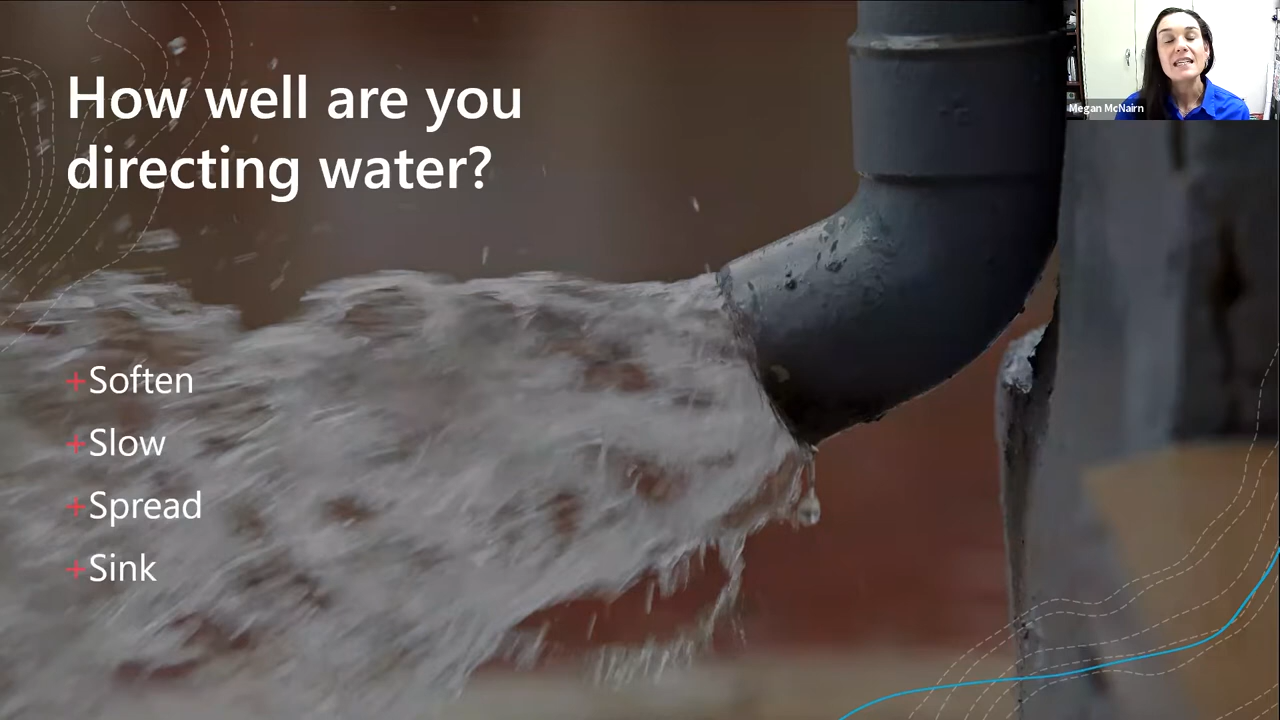 How well are you
directing water?
+Soften
+Slow
+Spread
+Sink
Megan McNairn